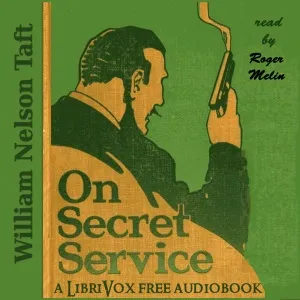 William Nelson Taft
read
by
Roger
Melin
On
Secret
Service
A LIBRIVOX FREE AUDIOBOOK